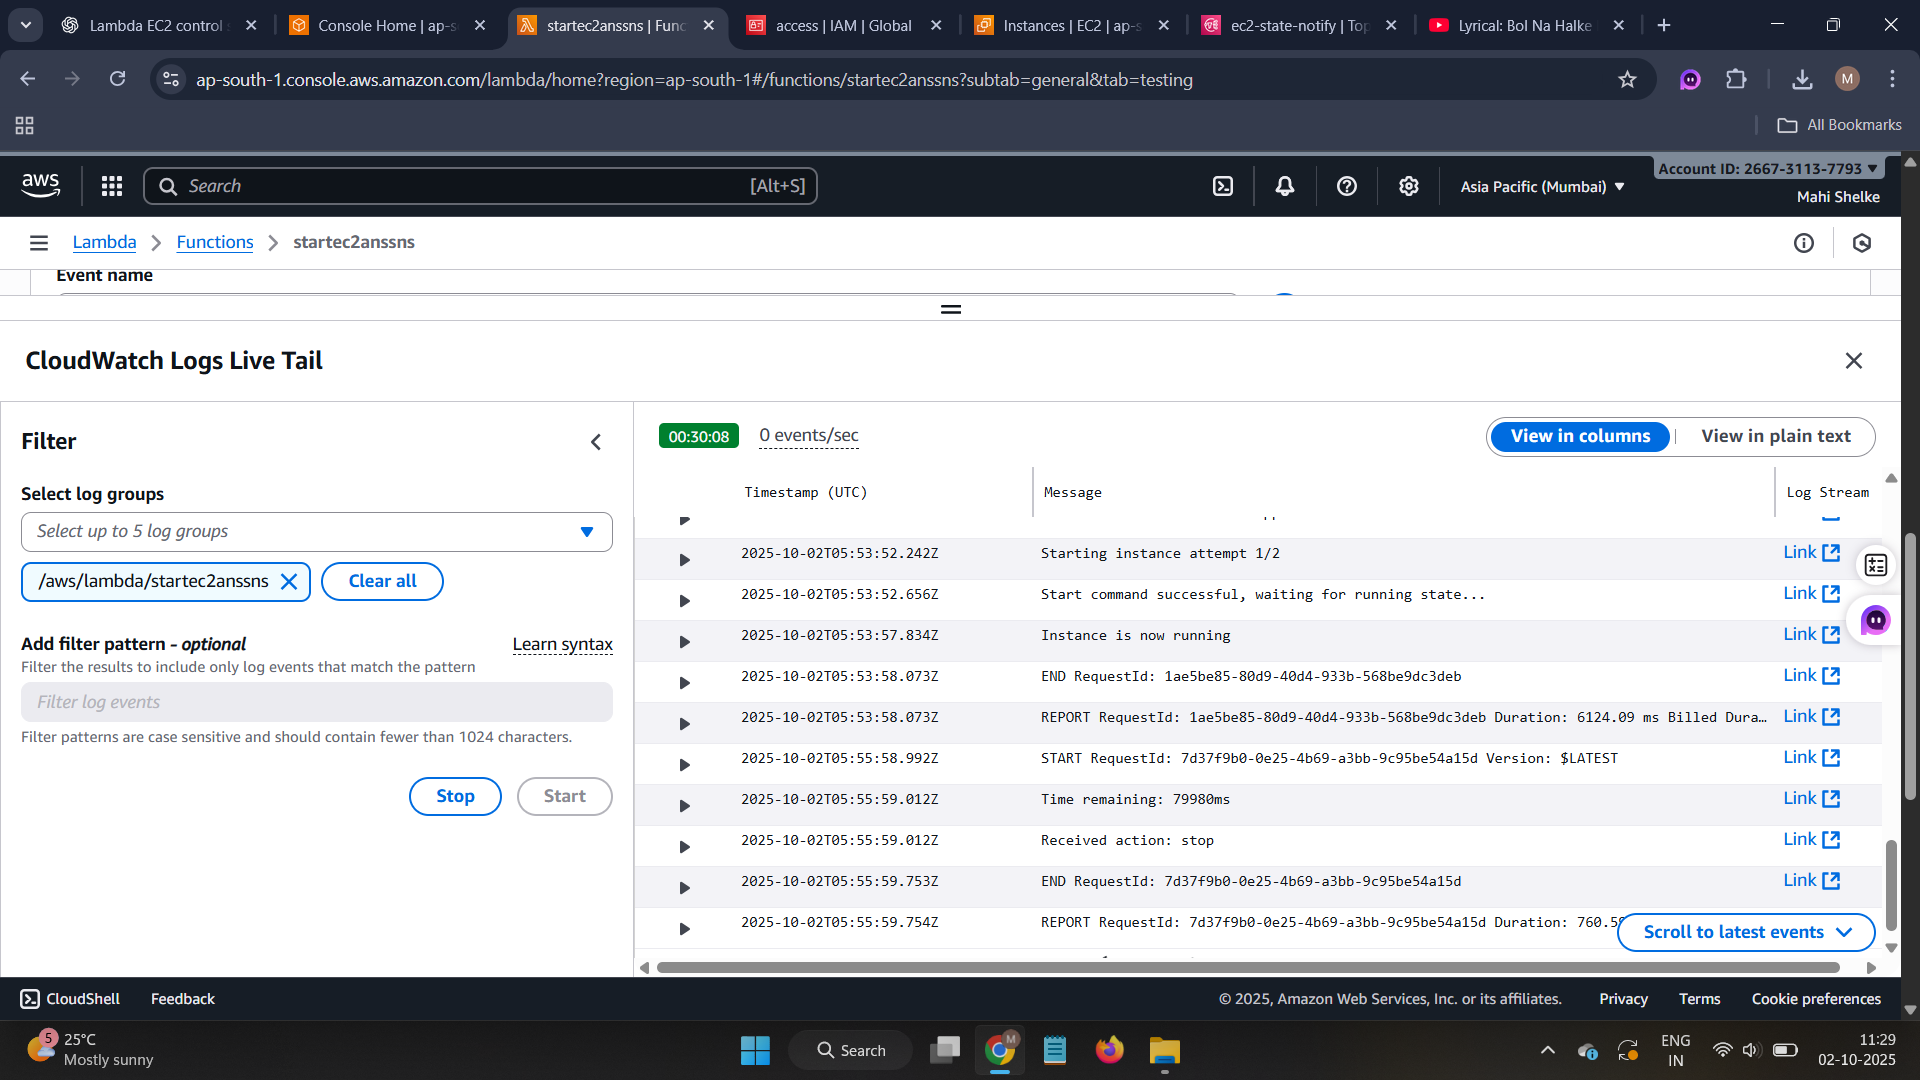 Lambda EC2 control s
Console Home | ap-s
startec2anssns | Func
access | IAM | Global
Instances | EC2 | ap-s
ec2-state-notify | Top
Lyrical: Bol Na Halke
ap-south-1.console.aws.amazon.com/lambda/home?region=ap-south-1#/functions/startec2anssns?subtab=general&tab=testing
M
All Bookmarks
aws
Search
[Alt+S]
Asia Pacific (Mumbai)
Account ID: 2667-3113-7793
Mahi Shelke
Lambda
Functions
startec2anssns
Event name
CloudWatch Logs Live Tail
Filter
Select log groups
Select up to 5 log groups
/aws/lambda/startec2anssns
Clear all
Add filter pattern - optional
Learn syntax
Filter the results to include only log events that match the pattern
Filter log events
Filter patterns are case sensitive and should contain fewer than 1024 characters.
Stop
Start
00:30:08
0 events/sec
View in columns
View in plain text
Timestamp (UTC) Message Log Stream
2025-10-02T05:53:52.242Z Starting instance attempt 1/2 Link
2025-10-02T05:53:52.656Z Start command successful, waiting for running state... Link
2025-10-02T05:53:57.834Z Instance is now running Link
2025-10-02T05:53:58.073Z END RequestId: 1ae5be85-80d9-40d4-933b-568be9dc3deb Link
2025-10-02T05:53:58.073Z REPORT RequestId: 1ae5be85-80d9-40d4-933b-568be9dc3deb Duration: 6124.09 ms Billed Dura… Link
2025-10-02T05:55:58.992Z START RequestId: 7d37f9b0-0e25-4b69-a3bb-9c95be54a15d Version: $LATEST Link
2025-10-02T05:55:59.012Z Time remaining: 79980ms Link
2025-10-02T05:55:59.012Z Received action: stop Link
2025-10-02T05:55:59.753Z END RequestId: 7d37f9b0-0e25-4b69-a3bb-9c95be54a15d Link
2025-10-02T05:55:59.754Z REPORT RequestId: 7d37f9b0-0e25-4b69-a3bb-9c95be54a15d Duration: 760.59
Scroll to latest events
CloudShell
Feedback
© 2025, Amazon Web Services, Inc. or its affiliates.
Privacy
Terms
Cookie preferences
5
25°C
Mostly sunny
Search
M
ENG
IN
11:29
02-10-2025